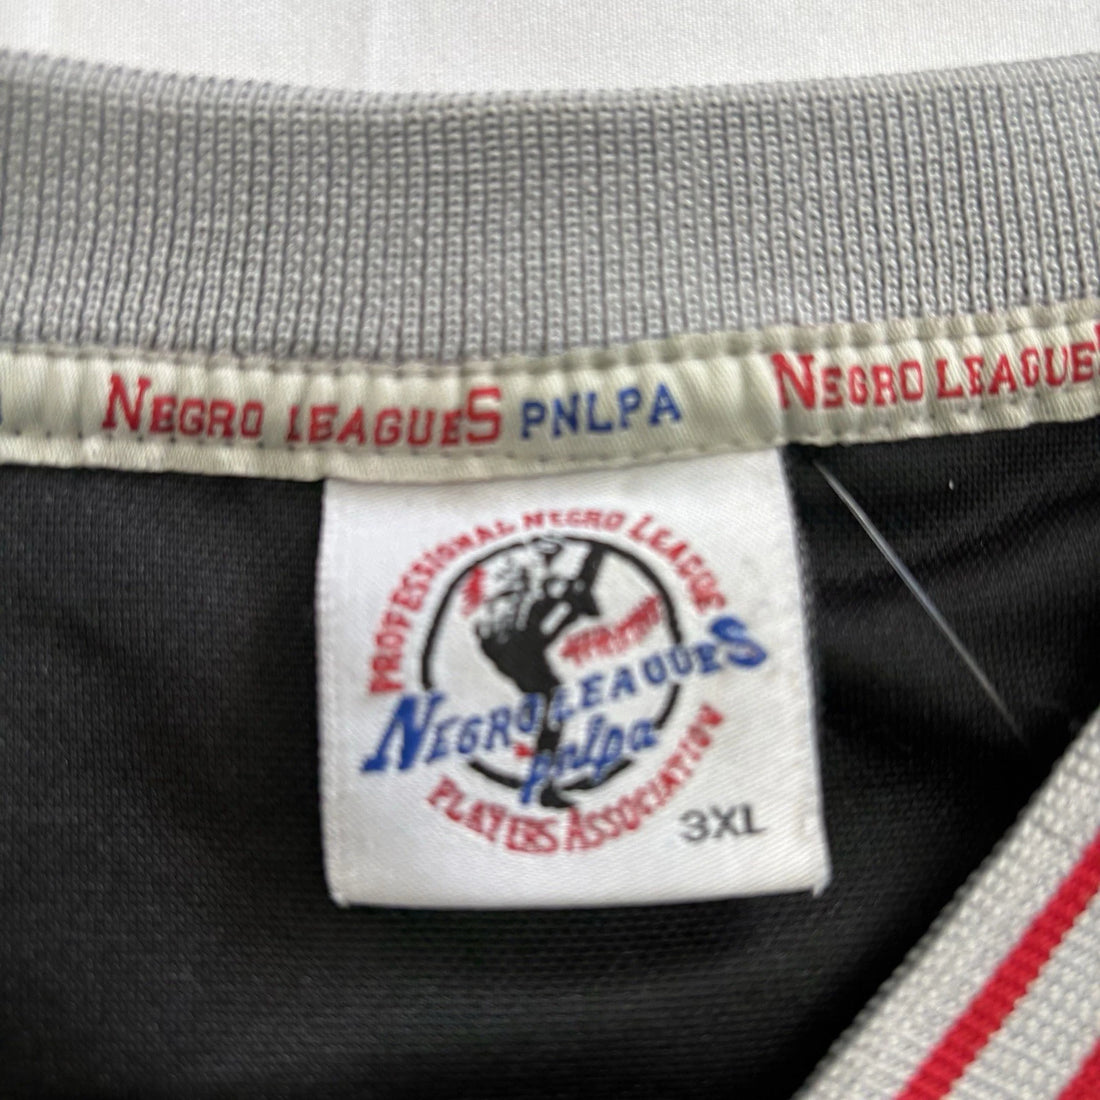 NEGRO LEAGUES PNLPA
NEGRO LEAGUES
PROFESSIONAL NEGRO LEAGUE
NEGRO LEAGUES
pnlpa
PLAYERS ASSOCIATION
3XL